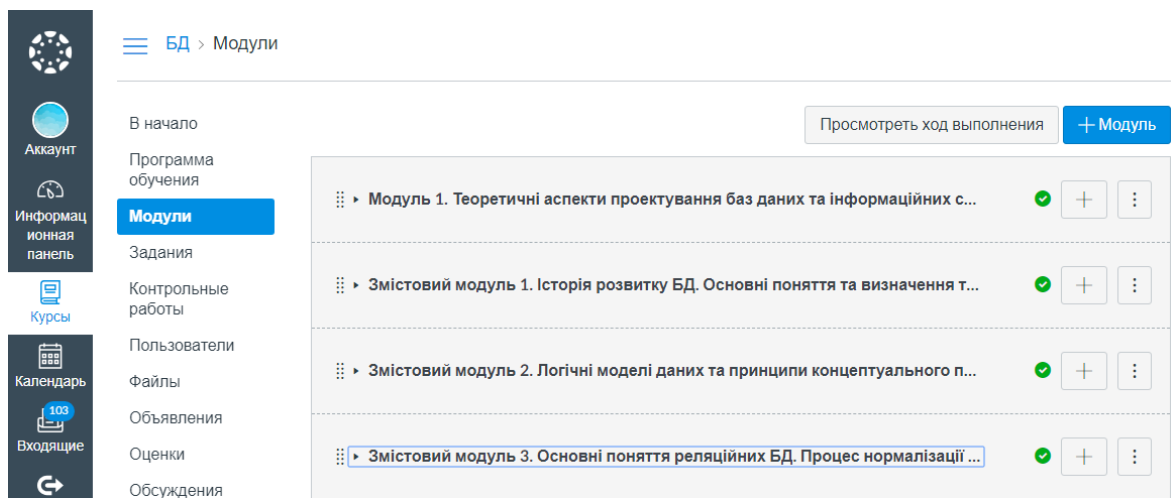 БД > Модули
Аккаунт
Информац
ионная
панель
Курсы
Календарь
103
Входящие
В начало
Программа
обучения
Модули
Задания
Контрольные
работы
Пользователи
Файлы
Объявления
Оценки
Обсуждения
Просмотреть ход выполнения
+ Модуль
Модуль 1. Теоретичні аспекти проектування баз даних та інформаційних с...
Змістовий модуль 1. Історія розвитку БД. Основні поняття та визначення т...
Змістовий модуль 2. Логічні моделі даних та принципи концептуального п...
Змістовий модуль 3. Основні поняття реляційних БД. Процес нормалізації ...